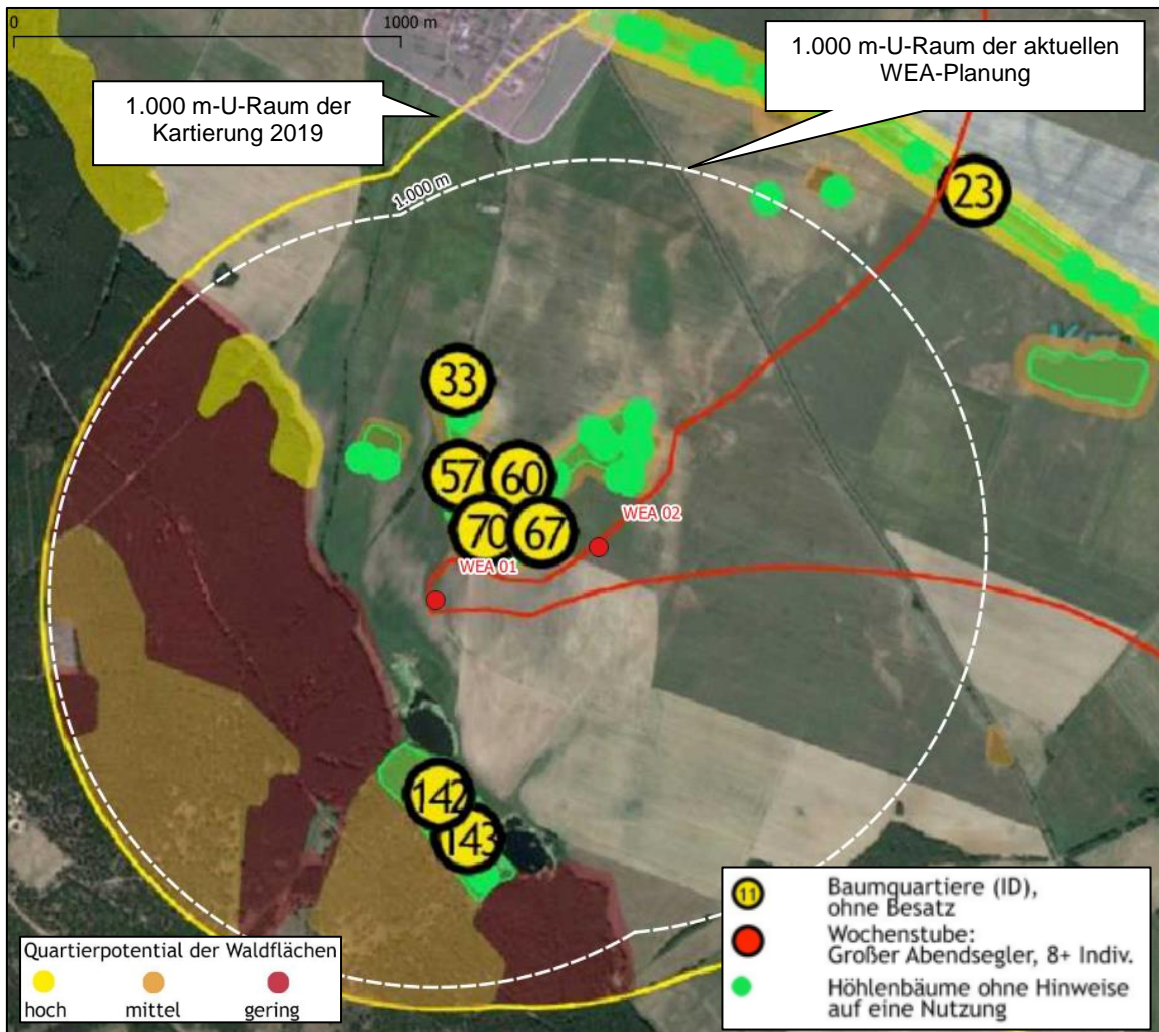 0
1000 m
1.000 m-U-Raum der
Kartierung 2019
1.000 m-U-Raum der aktuellen
WEA-Planung
1.000 m
23
33
57
60
70
67
WEA 02
WEA 01
142
143
Quartierpotential der Waldflächen
hoch
mittel
gering
11
Baumquartiere (ID),
ohne Besatz
Wochenstube:
Großer Abendsegler, 8+ Indiv.
Höhlenbäume ohne Hinweise
auf eine Nutzung